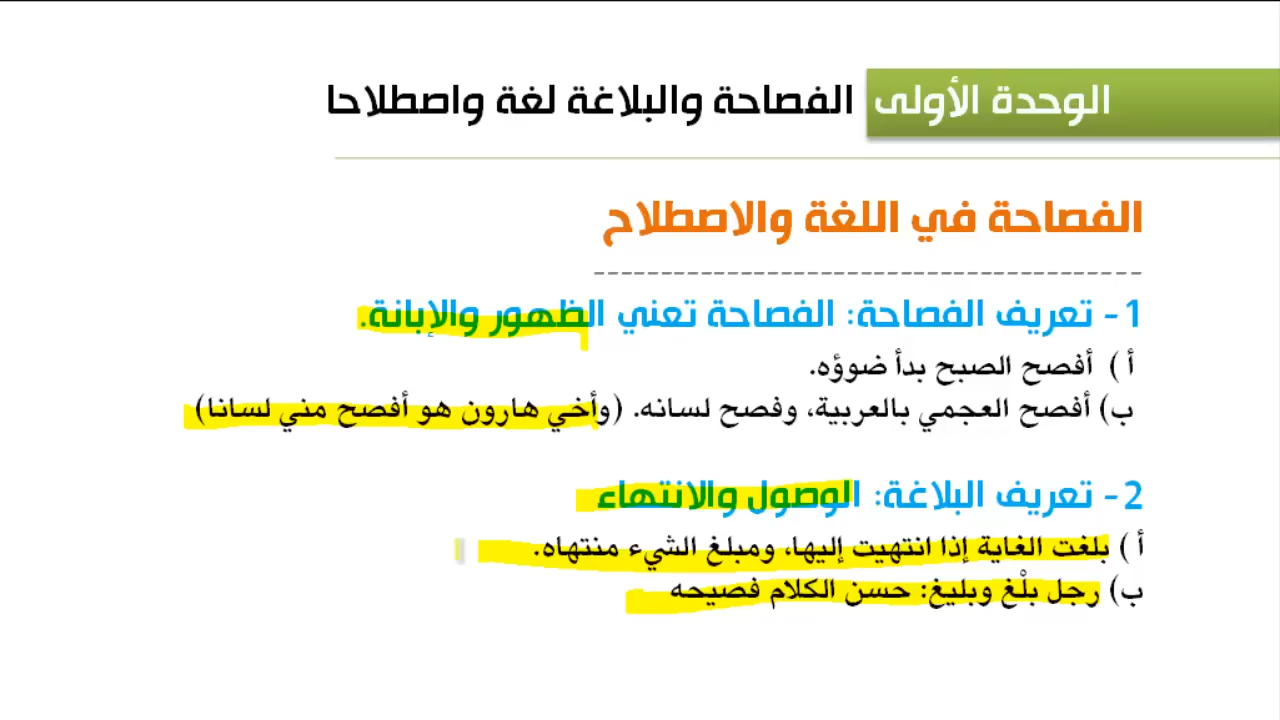 الوحدة الأولى الفصاحة والبلاغة لغة واصطلاحا
الفصاحة في اللغة والاصطلاح
1- تعريف الفصاحة: الفصاحة تعني الظهور والإبانة.
أ ) أفصح الصبح بدأ ضوؤه.
ب) أفصح العجمي بالعربية، وفصح لسانه. (وأخي هارون هو أفصح مني لسانا)
2- تعريف البلاغة: الوصول والانتهاء
أ ) بلغت الغاية إذا انتهيت إليها، ومبلغ الشيء منتهاه.
ب) رجل بلْغ وبليغ: حسن الكلام فصيحه